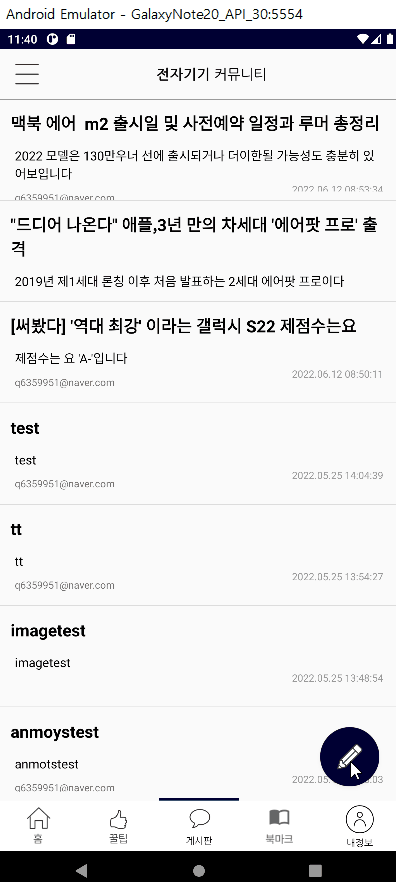 Android Emulator - GalaxyNote20_API_30:5554
11:40
전자기기 커뮤니티
맥북 에어 m2 출시일 및 사전예약 일정과 루머 총정리
2022 모델은 130만우너 선에 출시되거나 더이한될 가능성도 충분히 있
어보입니다
q6359951@naver.com
2022.06.12 08:53:34
"드디어 나온다" 애플,3년 만의 차세대 '에어팟 프로' 출
격
2019년 제1세대 론칭 이후 처음 발표하는 2세대 에어팟 프로이다
[써봤다] '역대 최강' 이라는 갤럭시 S22 제점수는요
제점수는 요 'A-'입니다
2022.06.12 08:50:11
q6359951@naver.com
test
test
2022.05.25 14:04:39
q6359951@naver.com
tt
tt
2022.05.25 13:54:27
q6359951@naver.com
imagetest
imagetest
2022.05.25 13:48:54
anmoystest
anmotstest
q6359951@naver.com
홈
꿀팁
게시판
북마크
내정보